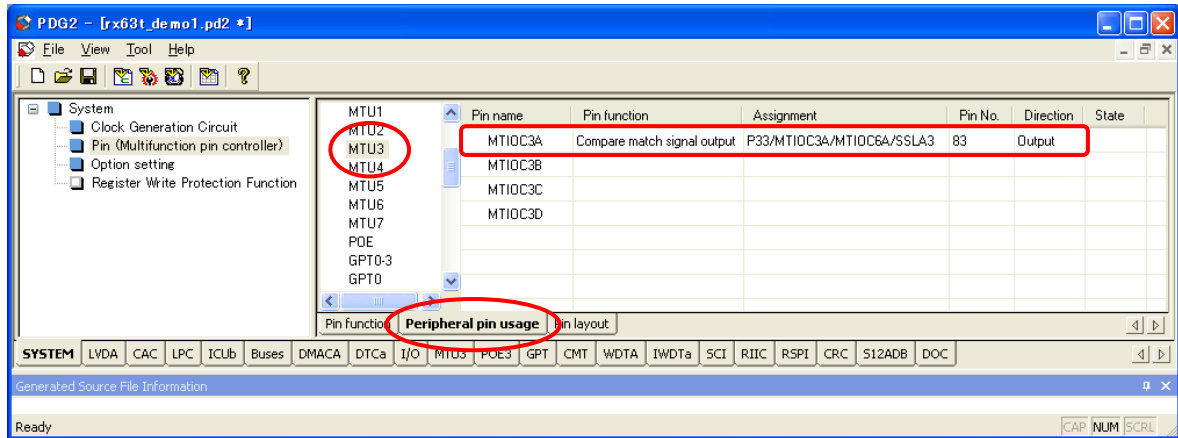 PDG2 - [rx63t_demo1.pd2 *]
File View Tool Help
System
Clock Generation Circuit
Pin (Multifunction pin controller)
Option setting
Register Write Protection Function
MTU1
MTU2
MTU3
MTU4
MTU5
MTU6
MTU7
POE
GPT0-3
GPT0
Pin name Pin function Assignment Pin No. Direction State
MTIOC3A Compare match signal output P33/MTIOC3A/MTIOC6A/SSLA3 83 Output
MTIOC3B
MTIOC3C
MTIOC3D
Pin function Peripheral pin usage Pin layout
SYSTEM LVDA CAC LPC ICUb Buses DMACA DTCa I/O MTU3 POE3 GPT CMT WDTA IWDTa SCI RIIC RSPI CRC S12ADB DOC
Generated Source File Information
Ready CAP NUM SCRL